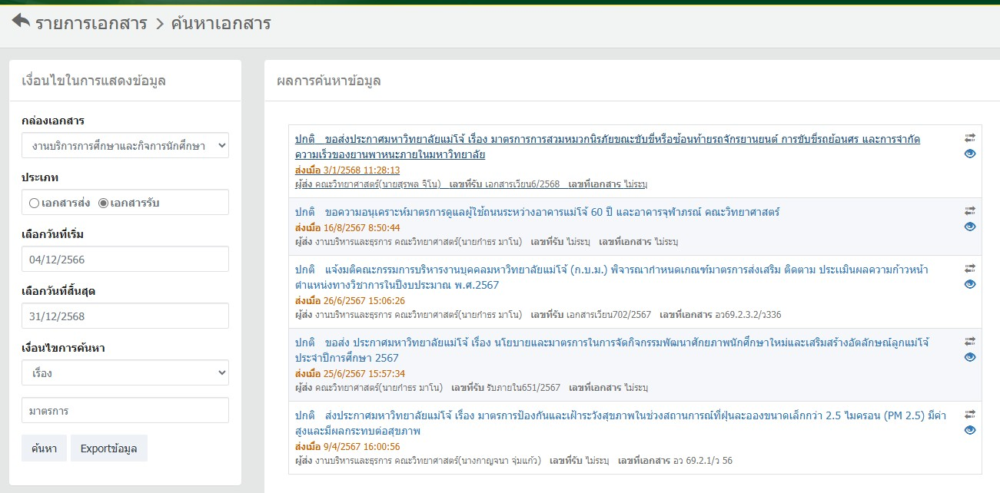 รายการเอกสาร > ค้นหาเอกสาร
เงื่อนไขในการแสดงข้อมูล
กล่องเอกสาร
งานบริการการศึกษาและกิจการนักศึกษา
ประเภท
เอกสารส่ง เอกสารรับ
เลือกวันที่เริ่ม
04/12/2566
เลือกวันที่สิ้นสุด
31/12/2568
เงื่อนไขการค้นหา
เรื่อง
มาตรการ
ค้นหา Exportข้อมูล
ผลการค้นหาข้อมูล
ปกติ ขอส่งประกาศมหาวิทยาลัยแม่โจ้ เรื่อง มาตรการการสวมหมวกนิรภัยขณะขับขี่หรือซ้อนท้ายรถจักรยานยนต์ การขับขี่รถย้อนศร และการจำกัด
ความเร็วของยานพาหนะภายในมหาวิทยาลัย
ส่งเมื่อ 3/1/2568 11:28:13
ผู้ส่ง คณะวิทยาศาสตร์(นายสุรพล จิโน) เลขที่รับ เอกสารเวียน6/2568 เลขที่เอกสาร ไม่ระบุ
ปกติ ขอความอนุเคราะห์มาตรการดูแลผู้ใช้ถนนระหว่างอาคารแม่โจ้ 60 ปี และอาคารจุฬาภรณ์ คณะวิทยาศาสตร์
ส่งเมื่อ 16/8/2567 8:50:44
ผู้ส่ง งานบริหารและธุรการ คณะวิทยาศาสตร์(นายกำธร มาโน) เลขที่รับ ไม่ระบุ เลขที่เอกสาร ไม่ระบุ
ปกติ แจ้งมติคณะกรรมการบริหารงานบุคคลมหาวิทยาลัยแม่โจ้ (ก.บ.ม.) พิจารณากำหนดเกณฑ์มาตรการส่งเสริม ติดตาม ประเมินผลความก้าวหน้า
ตำแหน่งทางวิชาการในปีงบประมาณ พ.ศ.2567
ส่งเมื่อ 26/6/2567 15:06:26
ผู้ส่ง งานบริหารและธุรการ คณะวิทยาศาสตร์(นายกำธร มาโน) เลขที่รับ เอกสารเวียน702/2567 เลขที่เอกสาร อว69.2.3.2/ว336
ปกติ ขอส่ง ประกาศมหาวิทยาลัยแม่โจ้ เรื่อง นโยบายและมาตรการในการจัดกิจกรรมพัฒนาศักยภาพนักศึกษาใหม่และเสริมสร้างอัตลักษณ์ลูกแม่โจ้
ประจำปีการศึกษา 2567
ส่งเมื่อ 25/6/2567 15:57:34
ผู้ส่ง คณะวิทยาศาสตร์(นายกำธร มาโน) เลขที่รับ รับภายใน651/2567 เลขที่เอกสาร ไม่ระบุ
ปกติ ส่งประกาศมหาวิทยาลัยแม่โจ้ เรื่อง มาตรการป้องกันและเฝ้าระวังสุขภาพในช่วงสถานการณ์ที่ฝุ่นละอองขนาดเล็กกว่า 2.5 ไมครอน (PM 2.5) มีค่า
สูงและมีผลกระทบต่อสุขภาพ
ส่งเมื่อ 9/4/2567 16:00:56
ผู้ส่ง งานบริหารและธุรการ คณะวิทยาศาสตร์(นางกาญจนา จุ่มแก้ว) เลขที่รับ ไม่ระบุ เลขที่เอกสาร อว 69.2.1/ว 56